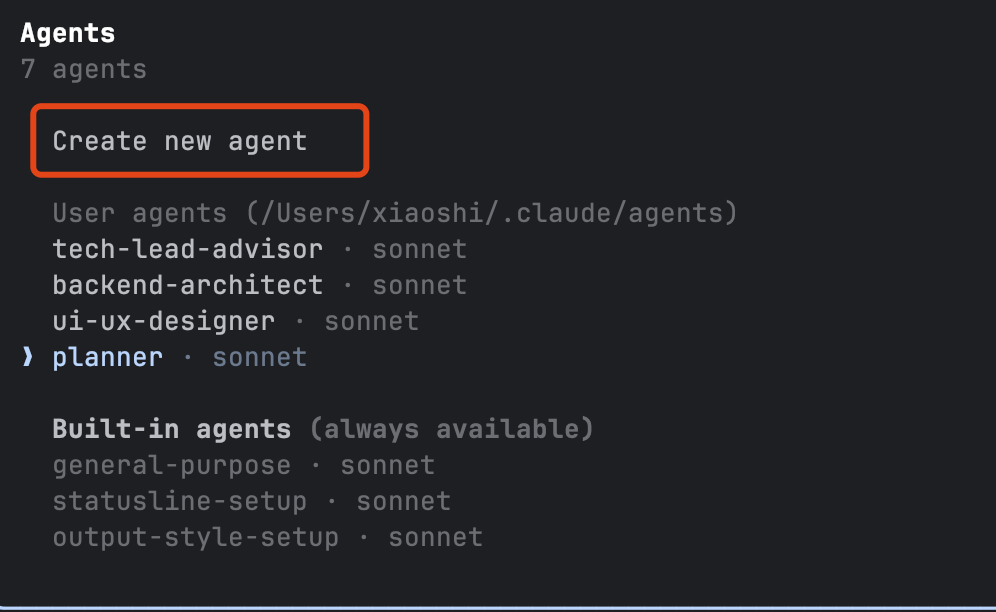 Agents
7 agents
Create new agent
User agents (/Users/xiaoshi/.claude/agents)
tech-lead-advisor · sonnet
backend-architect · sonnet
ui-ux-designer · sonnet
❯ planner · sonnet
Built-in agents (always available)
general-purpose · sonnet
statusline-setup · sonnet
output-style-setup · sonnet